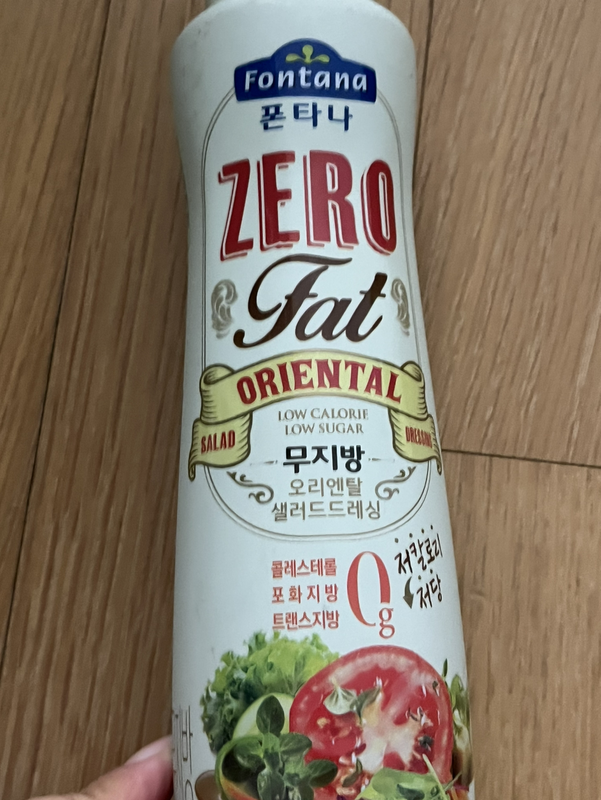 Fontana
폰타나
ZERO
Fat
ORIENTAL
LOW CALORIE
LOW SUGAR
SALAD DRESSING
무지방
오리엔탈
샐러드드레싱
콜레스테롤
포화지방
트랜스지방
0g
저칼로리
저당